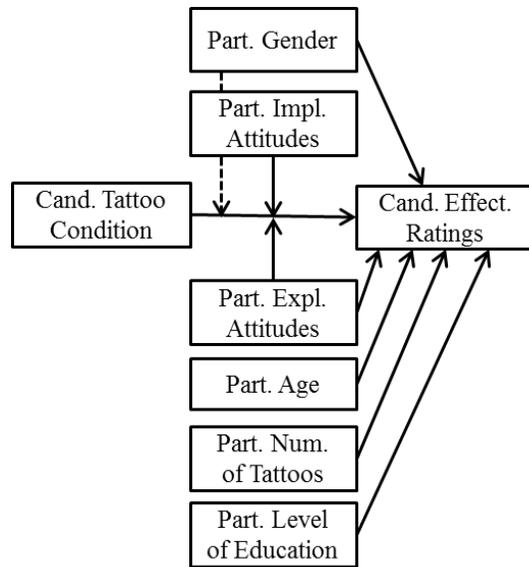 Part. Gender
Part. Impl.
Attitudes
Cand. Tattoo
Condition
Cand. Effect.
Ratings
Part. Expl.
Attitudes
Part. Age
Part. Num.
of Tattoos
Part. Level
of Education